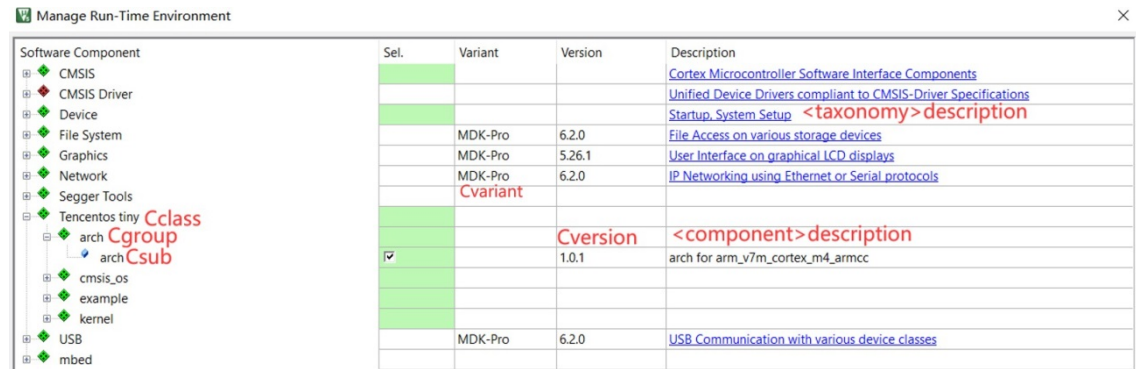 Manage Run-Time Environment
Software Component Sel. Variant Version Description
CMSIS Cortex Microcontroller Software Interface Components
CMSIS Driver Unified Device Drivers compliant to CMSIS-Driver Specifications
Device Startup, System Setup <taxonomy>description
File System MDK-Pro 6.2.0 File Access on various storage devices
Graphics MDK-Pro 5.26.1 User Interface on graphical LCD displays
Network MDK-Pro 6.2.0 IP Networking using Ethernet or Serial protocols
Segger Tools Cvariant
Tencentos tiny Cclass
arch Cgroup Cversion <component>description
arch Csub 1.0.1 arch for arm_v7m_cortex_m4_armcc
cmsis_os
example
kernel
USB MDK-Pro 6.2.0 USB Communication with various device classes
mbed